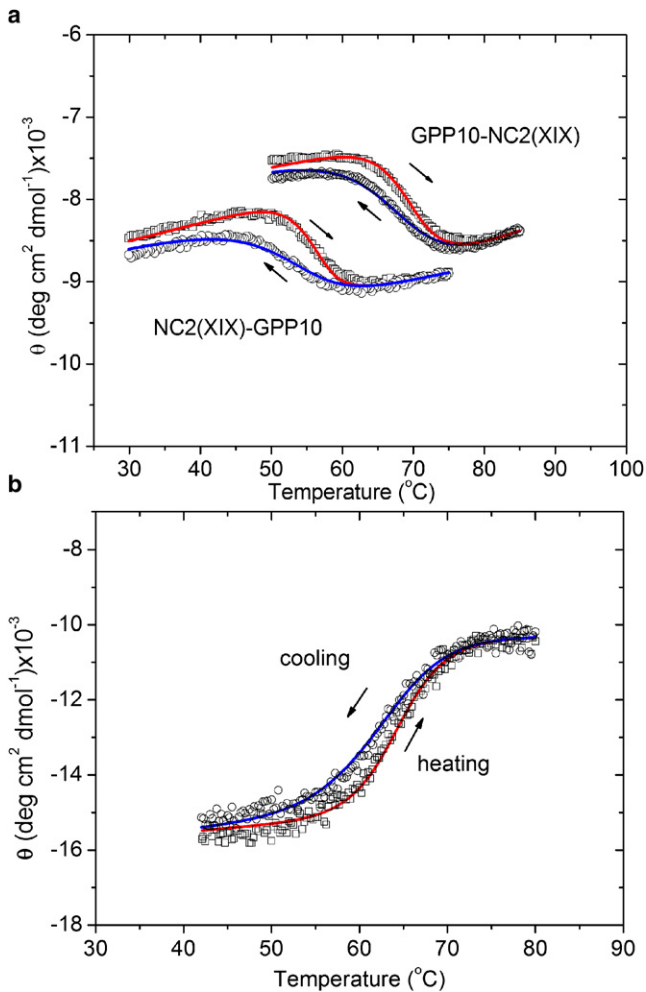 a
-6
-7
-8
-9
-10
-11
θ (deg cm² dmol⁻¹)x10⁻³
GPP10-NC2(XIX)
NC2(XIX)-GPP10
30 40 50 60 70 80 90 100
Temperature (°C)
b
-8
-10
-12
-14
-16
-18
θ (deg cm² dmol⁻¹)x10⁻³
cooling
heating
30 40 50 60 70 80 90
Temperature (°C)